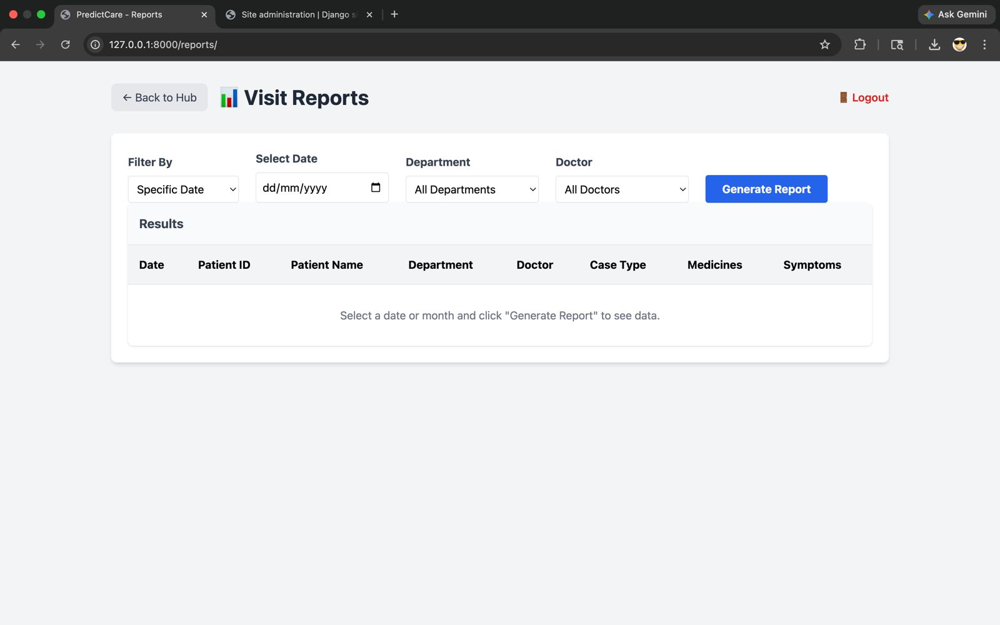 PredictCare - Reports
Site administration | Django
Ask Gemini
127.0.0.1:8000/reports/
← Back to Hub
Visit Reports
Logout
Filter By
Select Date
Department
Doctor
Specific Date
dd/mm/yyyy
All Departments
All Doctors
Generate Report
Results
Date Patient ID Patient Name Department Doctor Case Type Medicines Symptoms
Select a date or month and click "Generate Report" to see data.